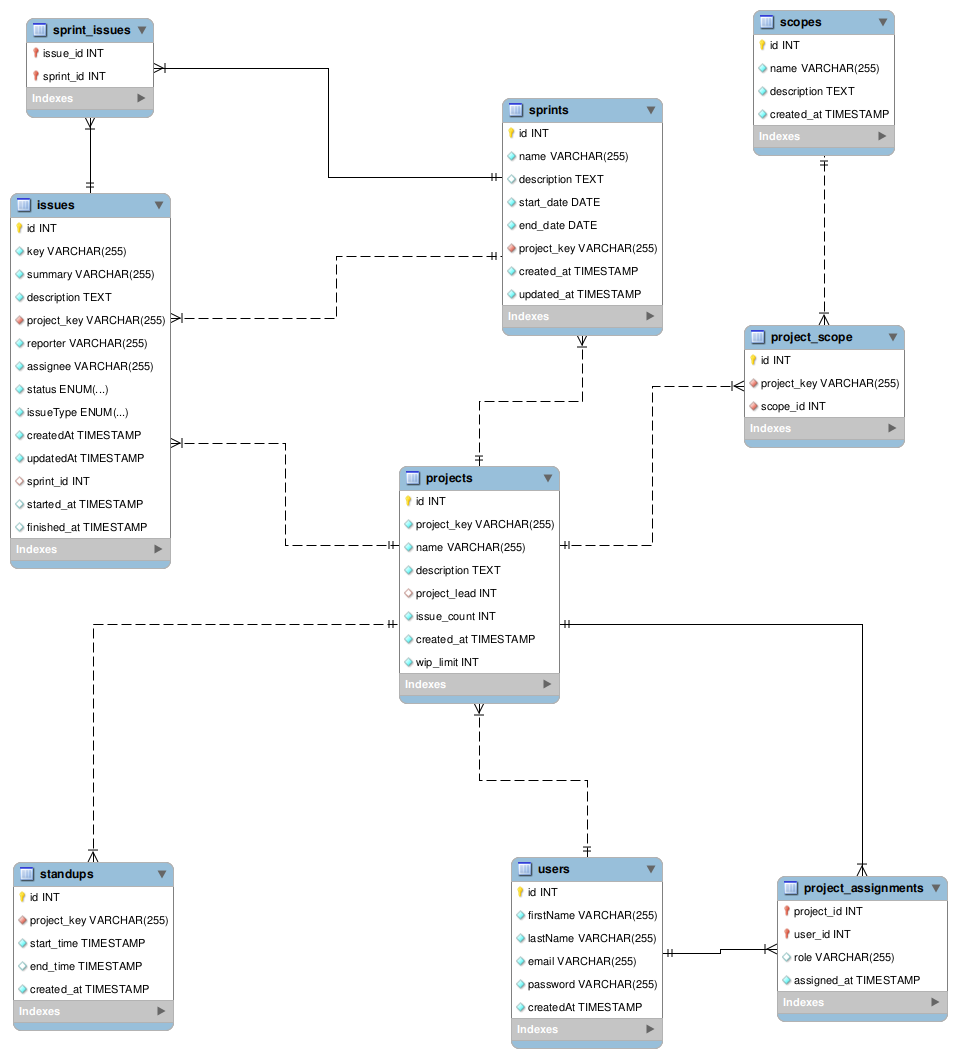 sprint_issues
issue_id INT
sprint_id INT
Indexes
scopes
id INT
name VARCHAR(255)
description TEXT
created_at TIMESTAMP
Indexes
sprints
id INT
name VARCHAR(255)
description TEXT
start_date DATE
end_date DATE
project_key VARCHAR(255)
created_at TIMESTAMP
updated_at TIMESTAMP
Indexes
issues
id INT
key VARCHAR(255)
summary VARCHAR(255)
description TEXT
project_key VARCHAR(255)
reporter VARCHAR(255)
assignee VARCHAR(255)
status ENUM(...)
issueType ENUM(...)
createdAt TIMESTAMP
updatedAt TIMESTAMP
sprint_id INT
started_at TIMESTAMP
finished_at TIMESTAMP
Indexes
project_scope
id INT
project_key VARCHAR(255)
scope_id INT
Indexes
projects
id INT
project_key VARCHAR(255)
name VARCHAR(255)
description TEXT
project_lead INT
issue_count INT
created_at TIMESTAMP
wip_limit INT
Indexes
standups
id INT
project_key VARCHAR(255)
start_time TIMESTAMP
end_time TIMESTAMP
created_at TIMESTAMP
Indexes
users
id INT
firstName VARCHAR(255)
lastName VARCHAR(255)
email VARCHAR(255)
password VARCHAR(255)
createdAt TIMESTAMP
Indexes
project_assignments
project_id INT
user_id INT
role VARCHAR(255)
assigned_at TIMESTAMP
Indexes